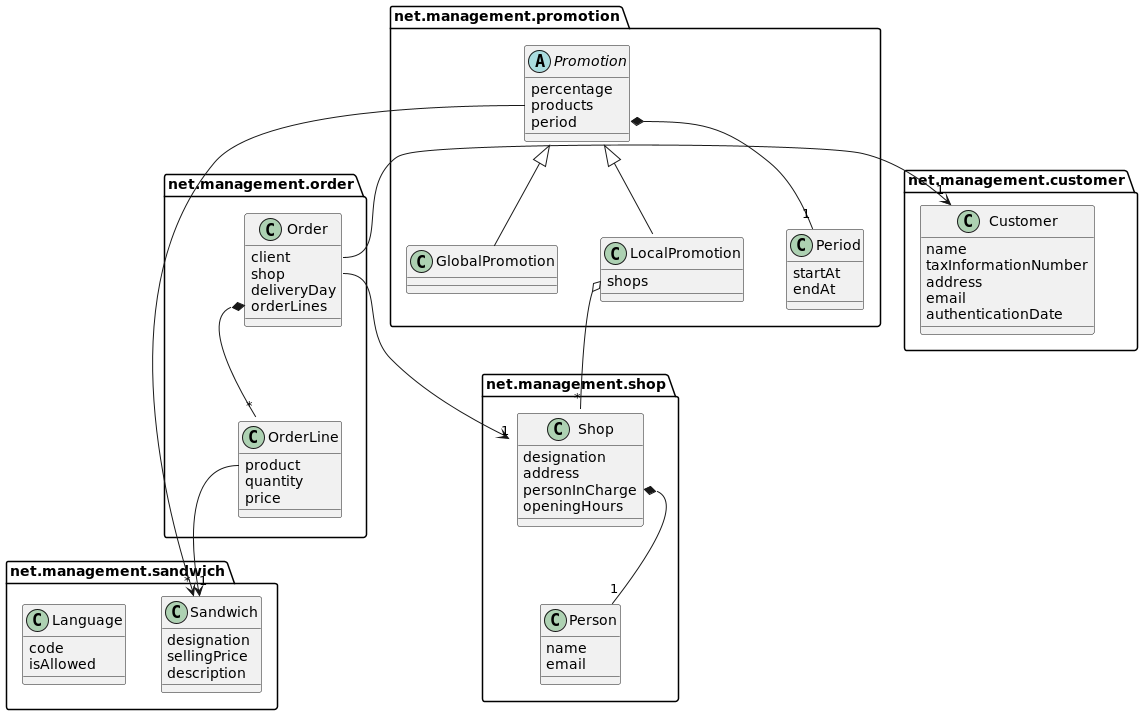 net.management.promotion
A Promotion
percentage
products
period
1
C GlobalPromotion
C LocalPromotion
shops
C Period
startAt
endAt
net.management.order
C Order
client
shop
deliveryDay
orderLines
*
C OrderLine
product
quantity
price
net.management.customer
1
C Customer
name
taxInformationNumber
address
email
authenticationDate
net.management.shop
*
1
C Shop
designation
address
personInCharge
openingHours
1
C Person
name
email
net.management.sandwich
*
1
C Language
code
isAllowed
C Sandwich
designation
sellingPrice
description